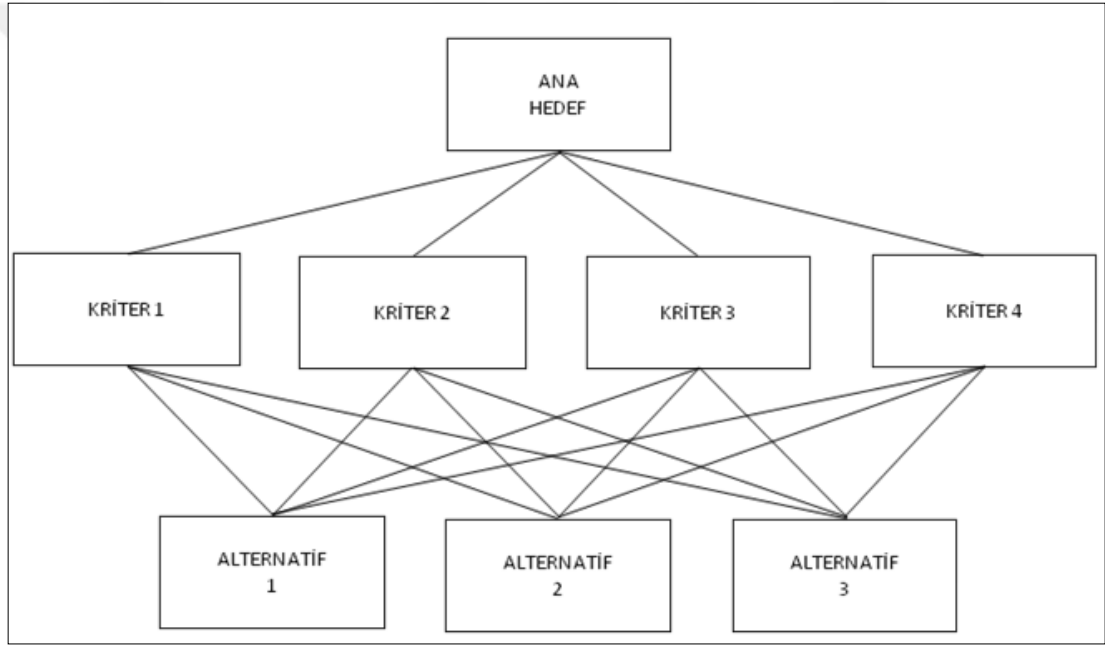 ANA
HEDEF
KRİTER 1
KRİTER 2
KRİTER 3
KRİTER 4
ALTERNATİF
1
ALTERNATİF
2
ALTERNATİF
3